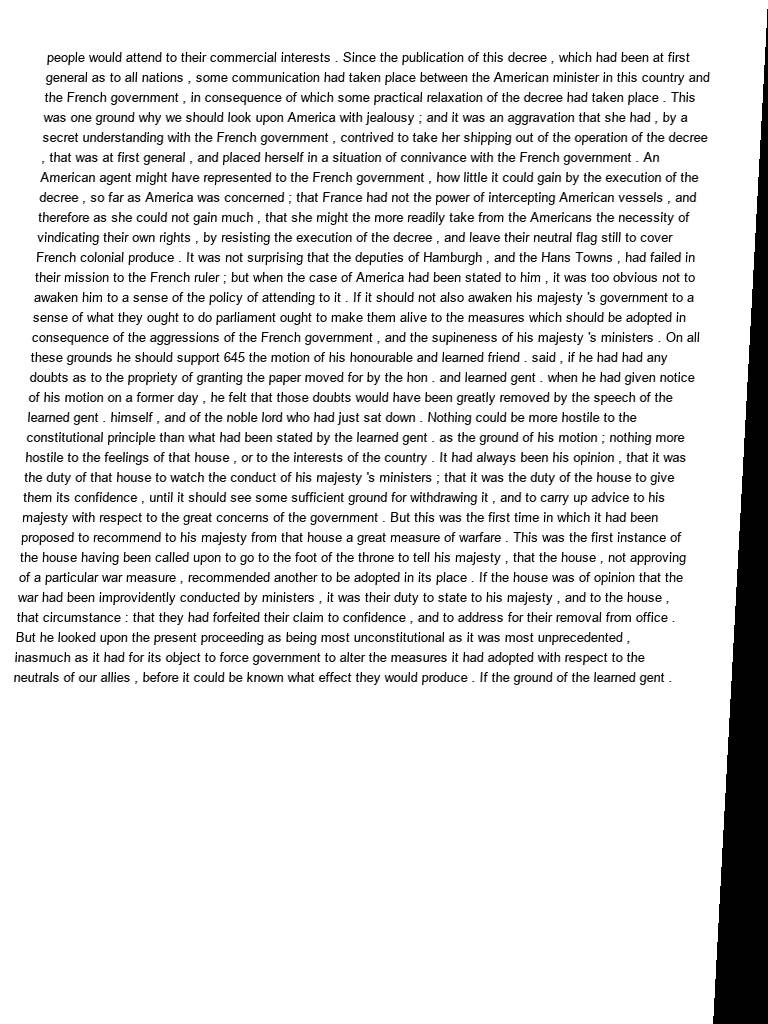 people would attend to their commercial interests . Since the publication of this decree , which had been at first
general as to all nations , some communication had taken place between the American minister in this country and
the French government , in consequence of which some practical relaxation of the decree had taken place . This
was one ground why we should look upon America with jealousy ; and it was an aggravation that she had , by a
secret understanding with the French government , contrived to take her shipping out of the operation of the decree
, that was at first general , and placed herself in a situation of connivance with the French government . An
American agent might have represented to the French government , how little it could gain by the execution of the
decree , so far as America was concerned ; that France had not the power of intercepting American vessels , and
therefore as she could not gain much , that she might the more readily take from the Americans the necessity of
vindicating their own rights , by resisting the execution of the decree , and leave their neutral flag still to cover
French colonial produce . It was not surprising that the deputies of Hamburgh , and the Hans Towns , had failed in
their mission to the French ruler ; but when the case of America had been stated to him , it was too obvious not to
awaken him to a sense of the policy of attending to it . If it should not also awaken his majesty 's government to a
sense of what they ought to do parliament ought to make them alive to the measures which should be adopted in
consequence of the aggressions of the French government , and the supineness of his majesty 's ministers . On all
these grounds he should support 645 the motion of his honourable and learned friend . said , if he had had any
doubts as to the propriety of granting the paper moved for by the hon . and learned gent . when he had given notice
of his motion on a former day , he felt that those doubts would have been greatly removed by the speech of the
learned gent . himself , and of the noble lord who had just sat down . Nothing could be more hostile to the
constitutional principle than what had been stated by the learned gent . as the ground of his motion ; nothing more
hostile to the feelings of that house , or to the interests of the country . It had always been his opinion , that it was
the duty of that house to watch the conduct of his majesty 's ministers ; that it was the duty of the house to give
them its confidence , until it should see some sufficient ground for withdrawing it , and to carry up advice to his
majesty with respect to the great concerns of the government . But this was the first time in which it had been
proposed to recommend to his majesty from that house a great measure of warfare . This was the first instance of
the house having been called upon to go to the foot of the throne to tell his majesty , that the house , not approving
of a particular war measure , recommended another to be adopted in its place . If the house was of opinion that the
war had been improvidently conducted by ministers , it was their duty to state to his majesty , and to the house ,
that circumstance : that they had forfeited their claim to confidence , and to address for their removal from office .
But he looked upon the present proceeding as being most unconstitutional as it was most unprecedented ,
inasmuch as it had for its object to force government to alter the measures it had adopted with respect to the
neutrals of our allies , before it could be known what effect they would produce . If the ground of the learned gent .